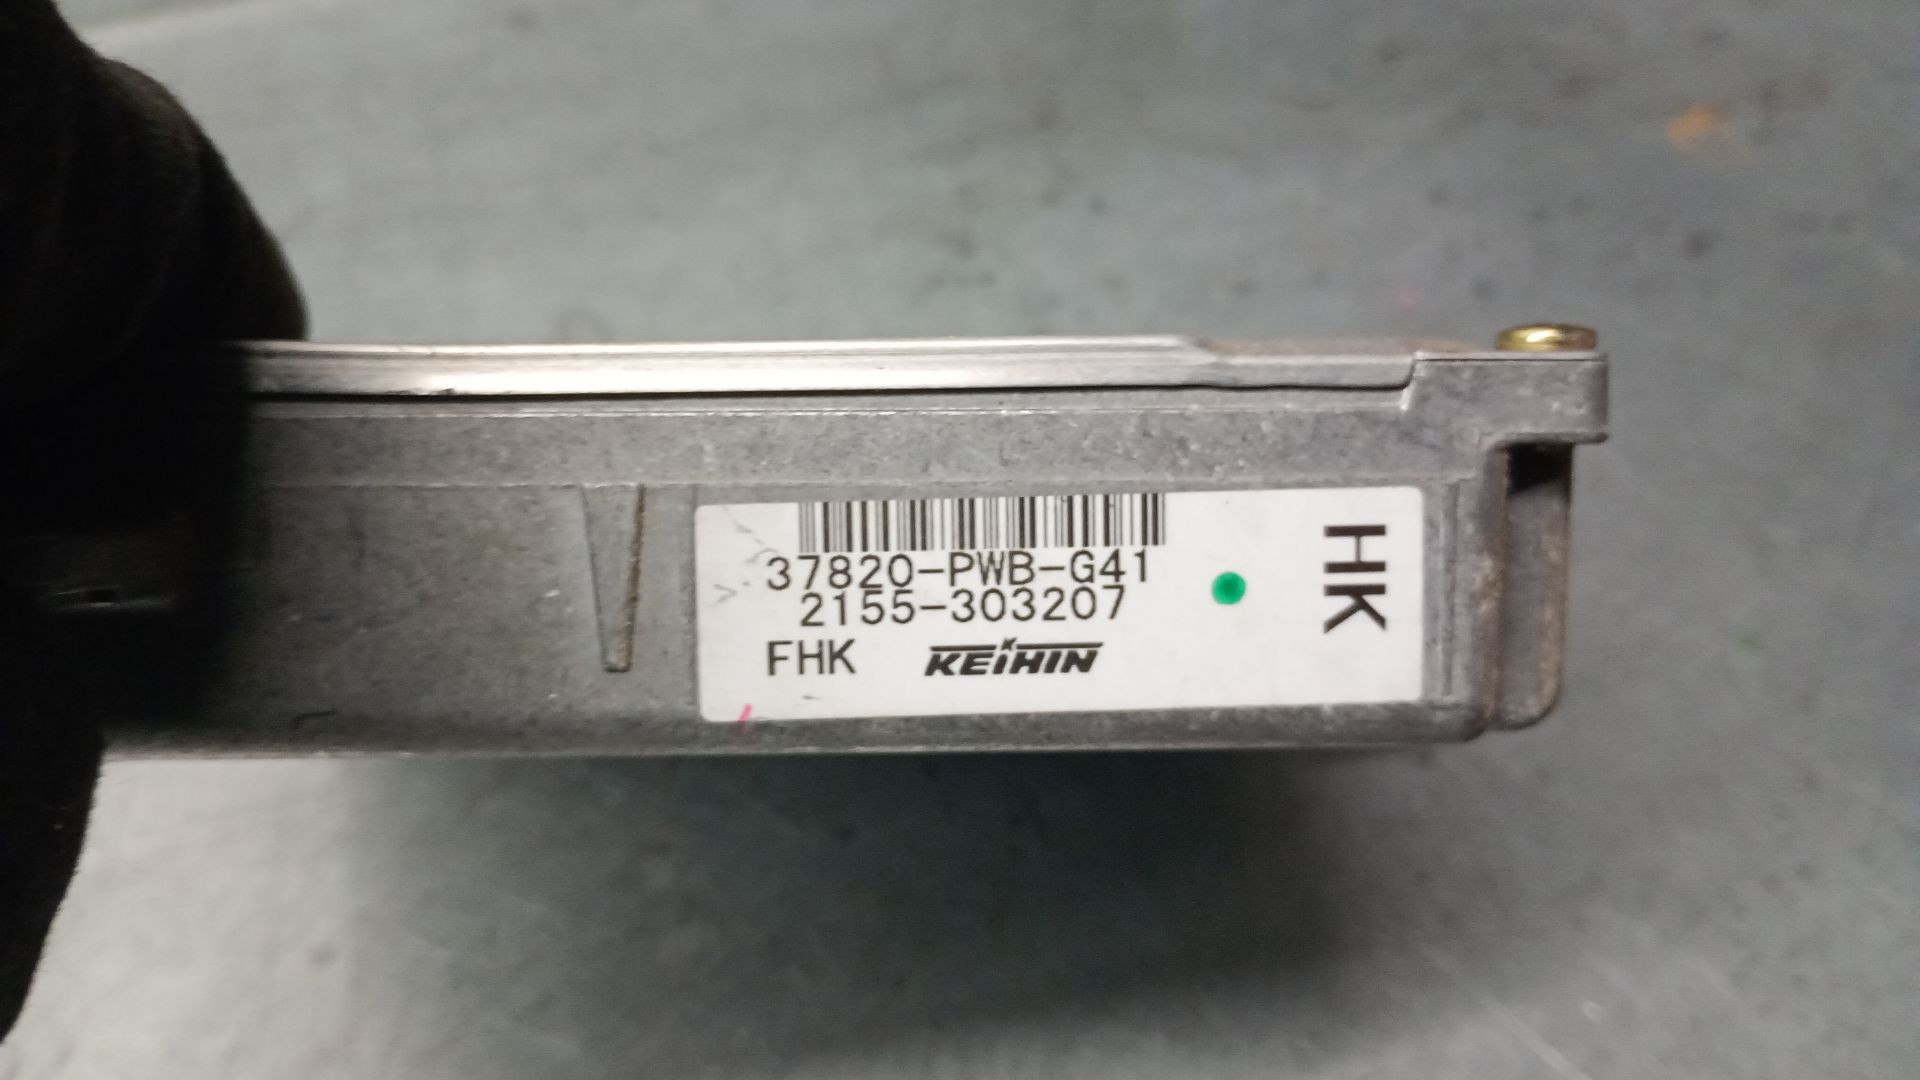 37820-PWB-G41
2155-303207
FHK
KEIHIN
HK